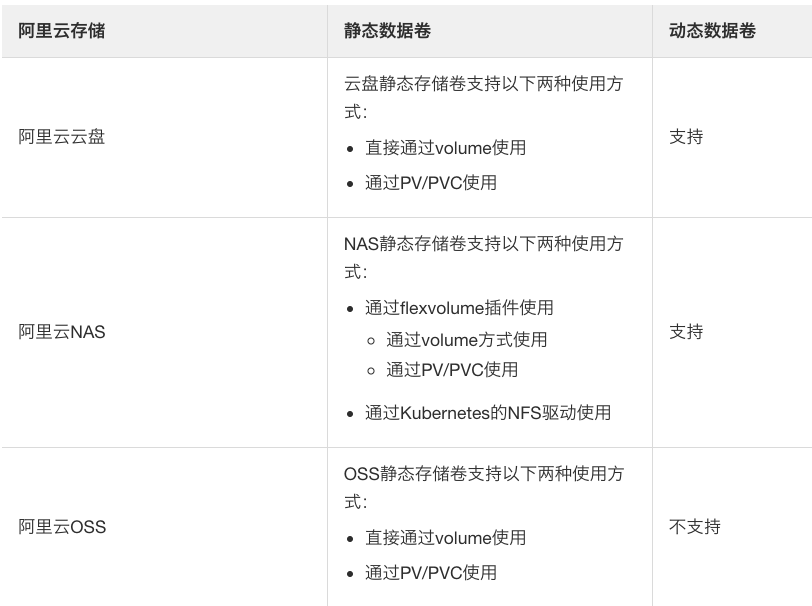 阿里云存储
静态数据卷
动态数据卷
阿里云云盘
云盘静态存储卷支持以下两种使用方
式：
直接通过volume使用
通过PV/PVC使用
支持
阿里云NAS
NAS静态存储卷支持以下两种使用方
式：
通过flexvolume插件使用
通过volume方式使用
通过PV/PVC使用
通过Kubernetes的NFS驱动使用
支持
阿里云OSS
OSS静态存储卷支持以下两种使用方
式：
直接通过volume使用
通过PV/PVC使用
不支持